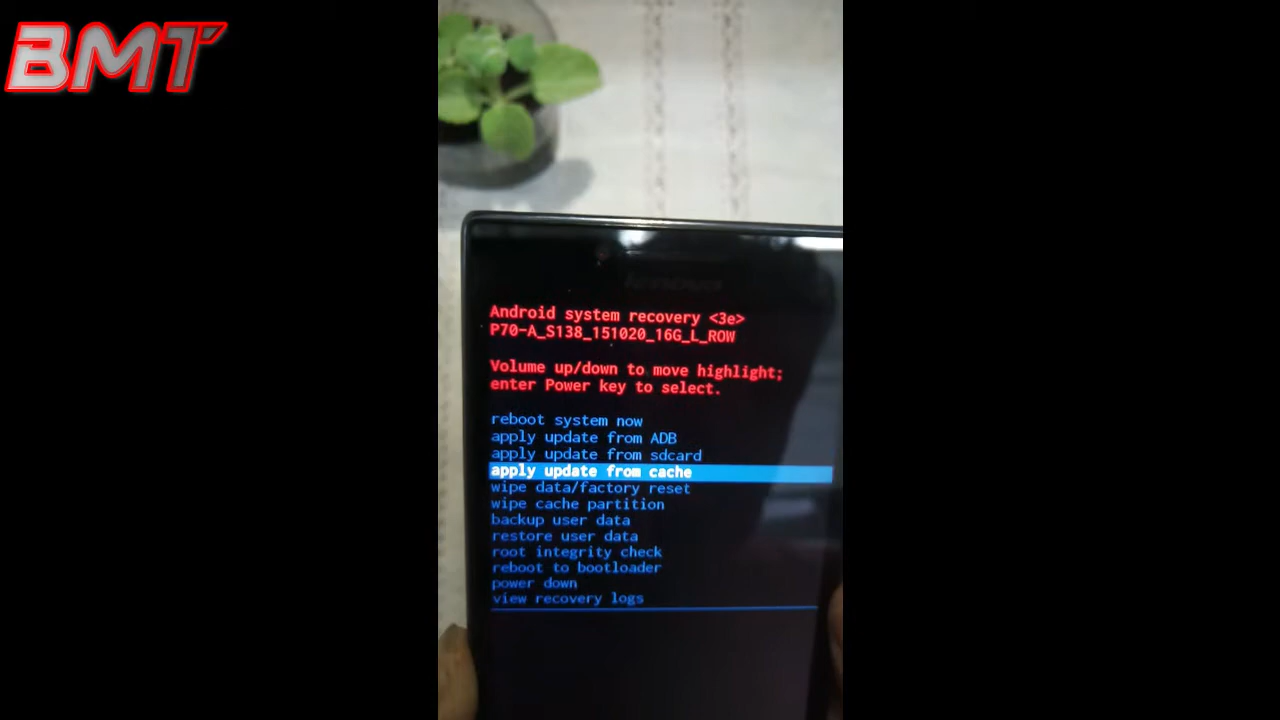 BMT
lenovo
Android system recovery <3e>
P70-A_S138_151020_16G_L_ROW
Volume up/down to move highlight;
enter Power key to select.
reboot system now
apply update from ADB
apply update from sdcard
apply update from cache
wipe data/factory reset
wipe cache partition
backup user data
restore user data
root integrity check
reboot to bootloader
power down
view recovery logs